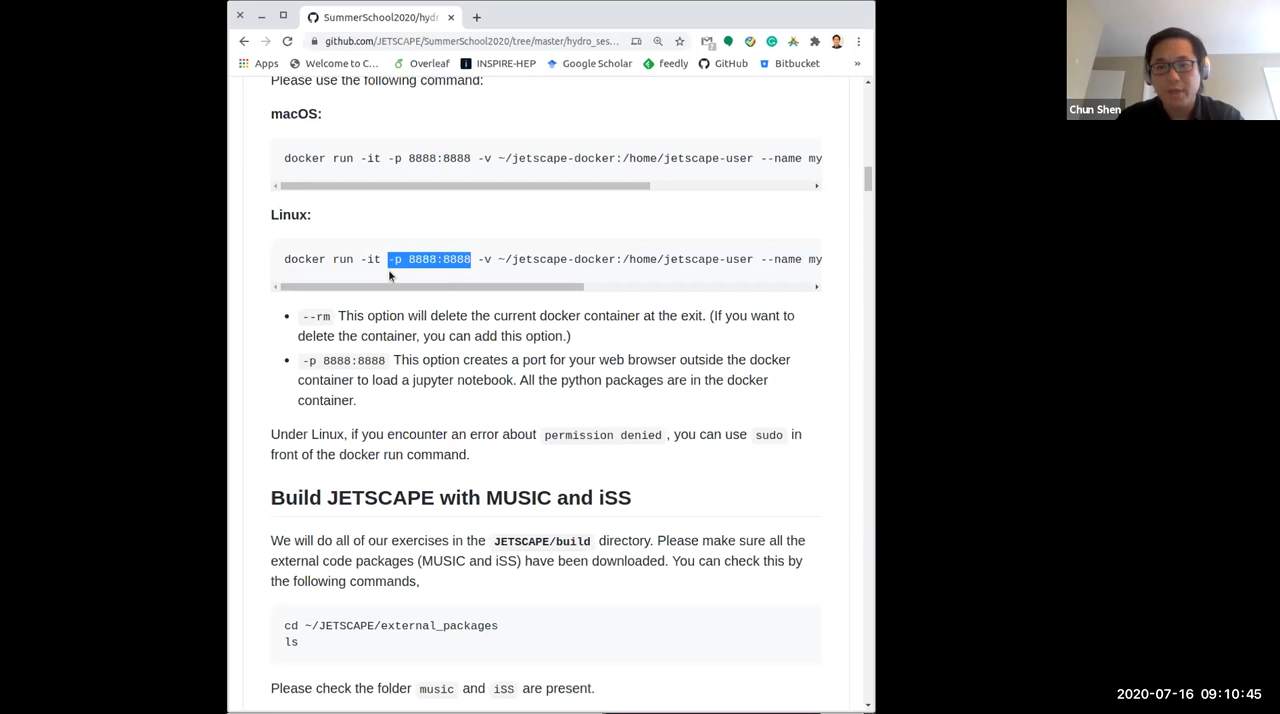 SummerSchool2020/hydr
github.com/JETSCAPE/SummerSchool2020/tree/master/hydro_ses...
Apps Welcome to C... Overleaf INSPIRE-HEP Google Scholar feedly GitHub Bitbucket »
Please use the following command:
macOS:
docker run -it -p 8888:8888 -v ~/jetscape-docker:/home/jetscape-user --name my
Linux:
docker run -it -p 8888:8888 -v ~/jetscape-docker:/home/jetscape-user --name my
• --rm This option will delete the current docker container at the exit. (If you want to
delete the container, you can add this option.)
• -p 8888:8888 This option creates a port for your web browser outside the docker
container to load a jupyter notebook. All the python packages are in the docker
container.
Under Linux, if you encounter an error about permission denied , you can use sudo in
front of the docker run command.
Build JETSCAPE with MUSIC and iSS
We will do all of our exercises in the JETSCAPE/build directory. Please make sure all the
external code packages (MUSIC and iSS) have been downloaded. You can check this by
the following commands,
cd ~/JETSCAPE/external_packages
ls
Please check the folder music and iSS are present.
Chun Shen
2020-07-16 09:10:45